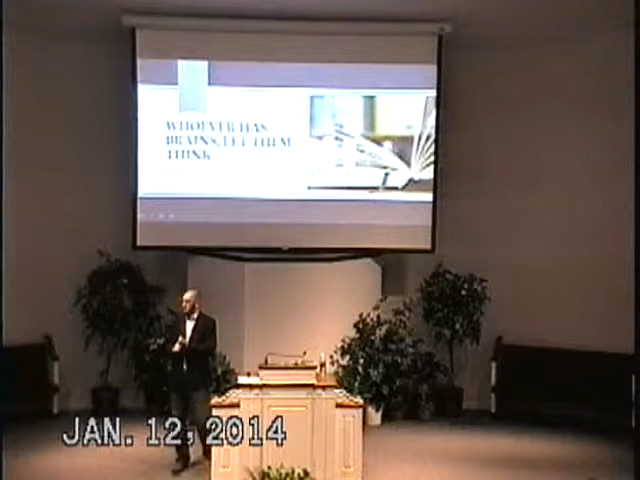 WHOEVER HAS
BRAINS, LET THEM
THINK
JAN. 12, 2014